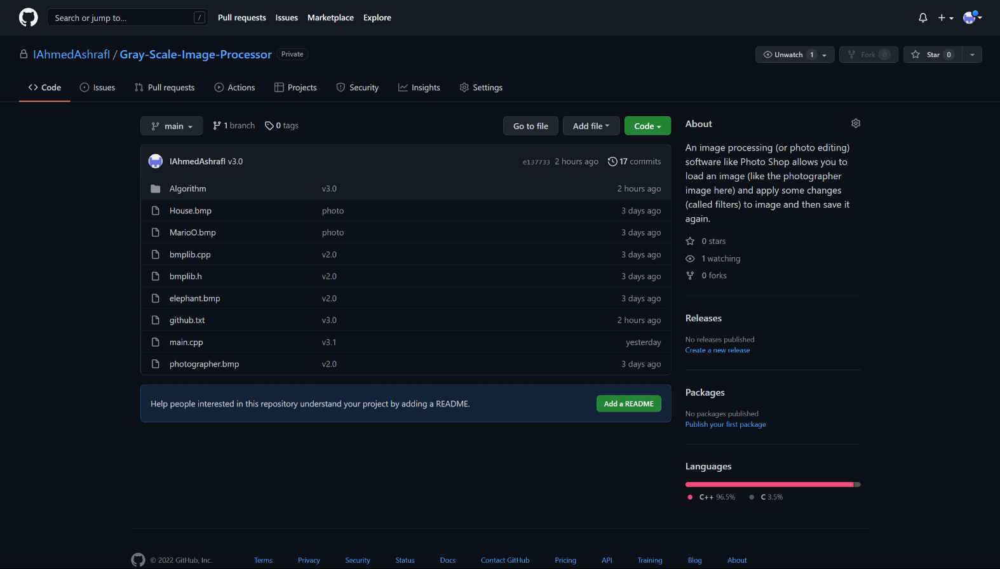 Search or jump to... /
Pull requests Issues Marketplace Explore
IAhmedAshrafI / Gray-Scale-Image-Processor Private
Unwatch 1 Fork 0 Star 0
Code Issues Pull requests Actions Projects Security Insights Settings
main 1 branch 0 tags Go to file Add file Code
IAhmedAshrafI v3.0 e137733 2 hours ago 17 commits
Algorithm v3.0 2 hours ago
House.bmp photo 3 days ago
MarioO.bmp photo 3 days ago
bmplib.cpp v2.0 3 days ago
bmplib.h v2.0 3 days ago
elephant.bmp v2.0 3 days ago
github.txt v3.0 2 hours ago
main.cpp v3.1 yesterday
photographer.bmp v2.0 3 days ago
Help people interested in this repository understand your project by adding a README. Add a README
About
An image processing (or photo editing)
software like Photo Shop allows you to
load an image (like the photographer
image here) and apply some changes
(called filters) to image and then save it
again.
0 stars
1 watching
0 forks
Releases
No releases published
Create a new release
Packages
No packages published
Publish your first package
Languages
C++ 96.5% C 3.5%
© 2022 GitHub, Inc. Terms Privacy Security Status Docs Contact GitHub Pricing API Training Blog About